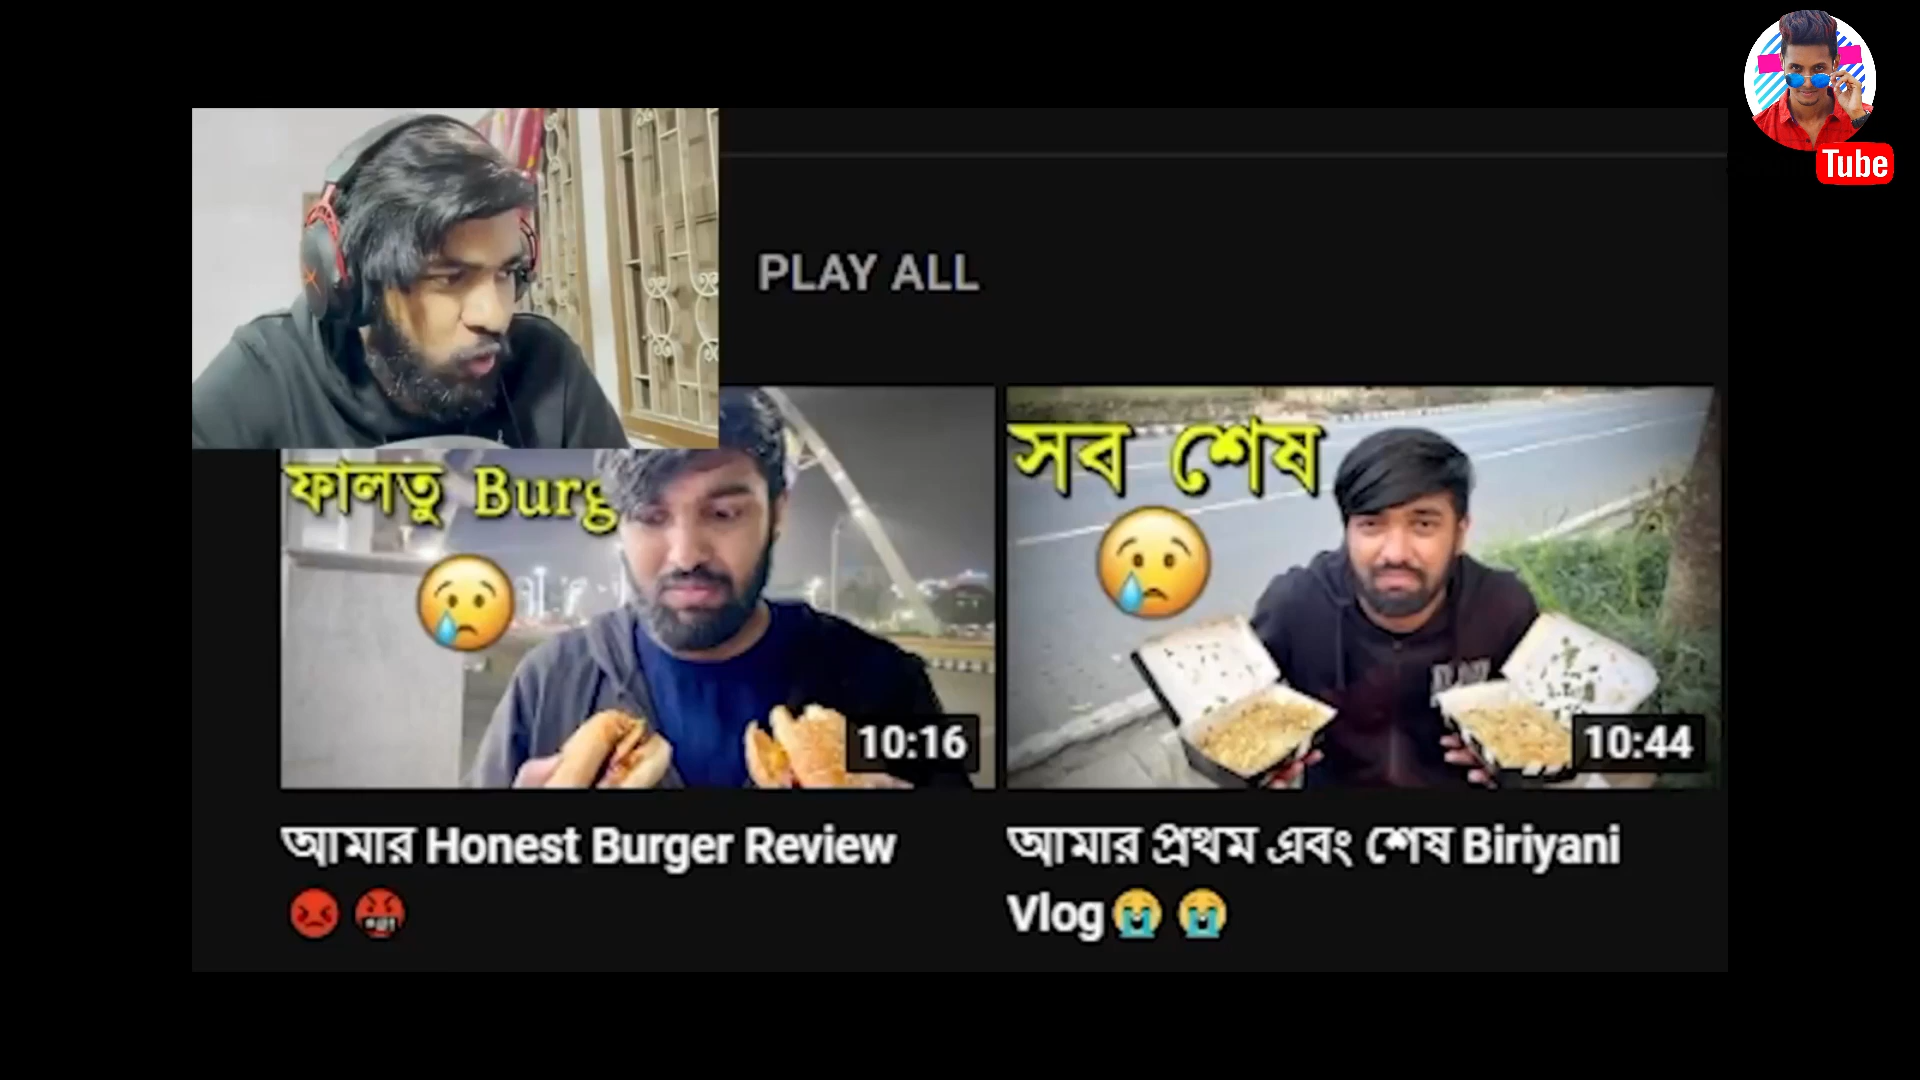 Tube
PLAY ALL
ফালতু Burg
সব শেষ
10:16
10:44
আমার Honest Burger Review
😡 🤬
আমার প্রথম এবং শেষ Biriyani
Vlog😭 😭